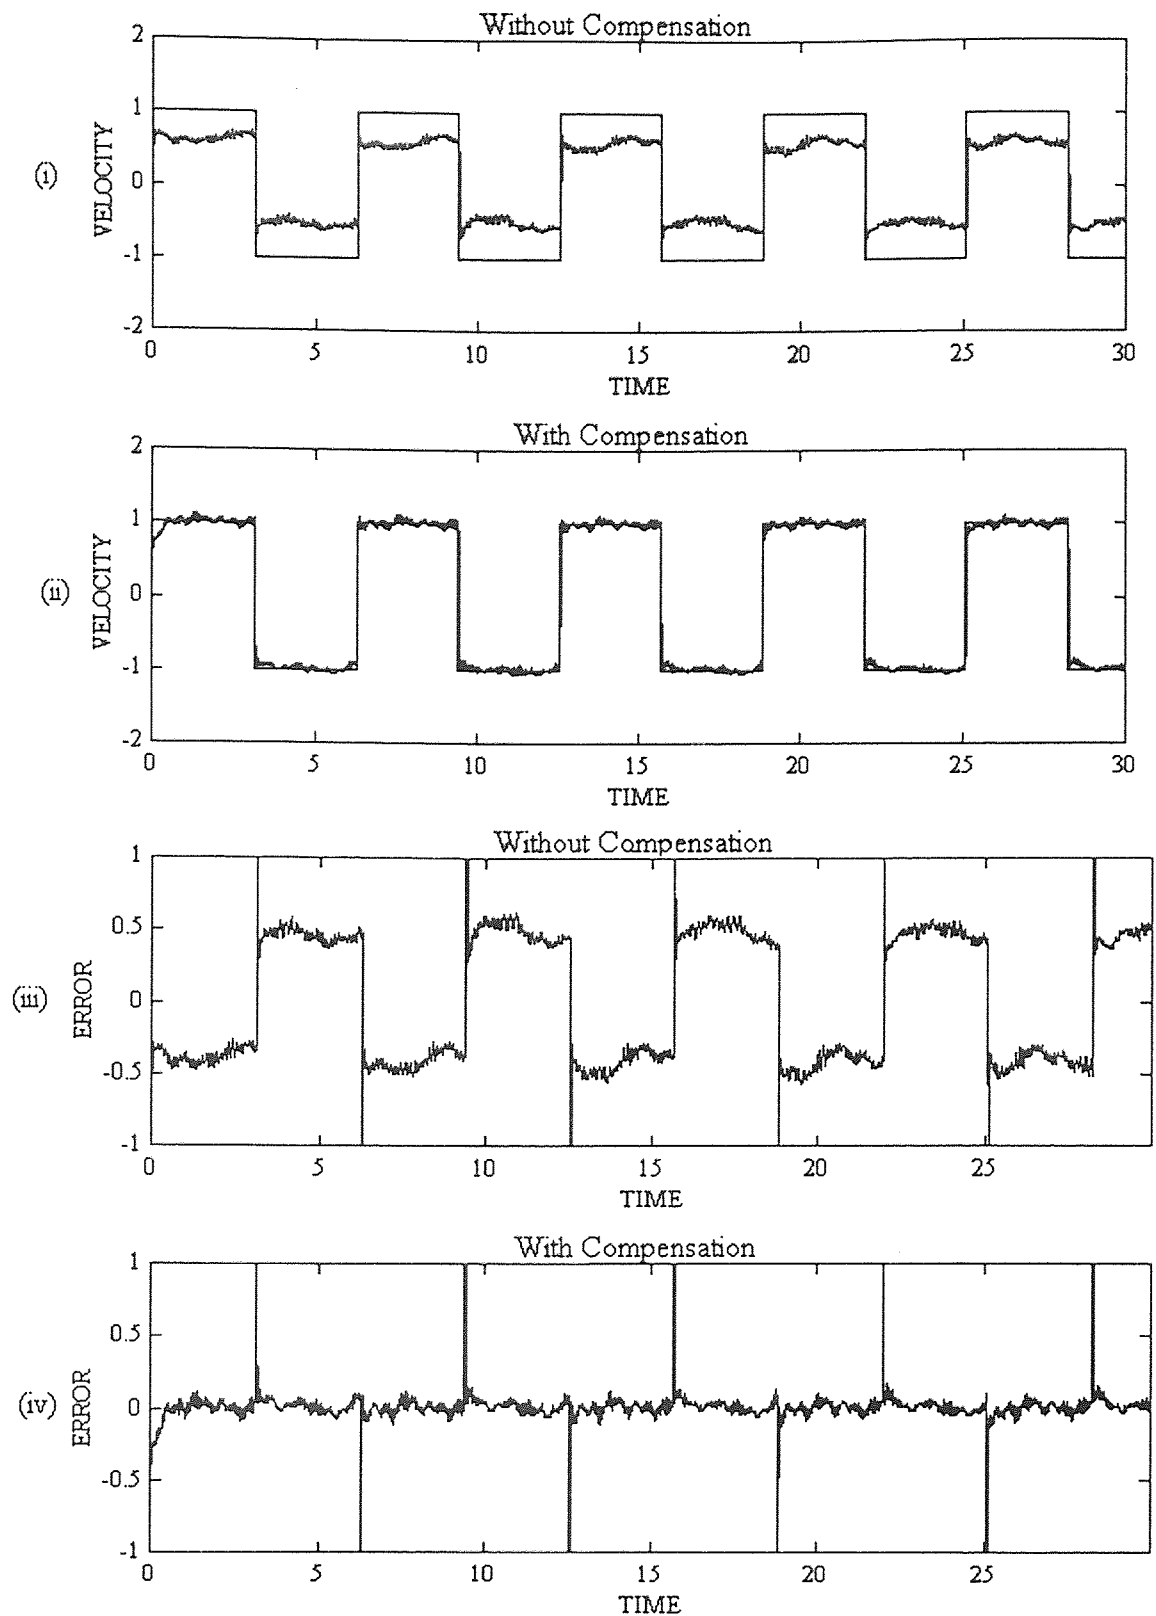 Without Compensation
2
1
0
-1
-2
VELOCITY
(i)
0 5 10 15 20 25 30
TIME
With Compensation
2
1
0
-1
-2
VELOCITY
(ii)
0 5 10 15 20 25 30
TIME
Without Compensation
1
0.5
0
-0.5
-1
ERROR
(iii)
0 5 10 15 20 25
TIME
With Compensation
1
0.5
0
-0.5
-1
ERROR
(iv)
0 5 10 15 20 25
TIME